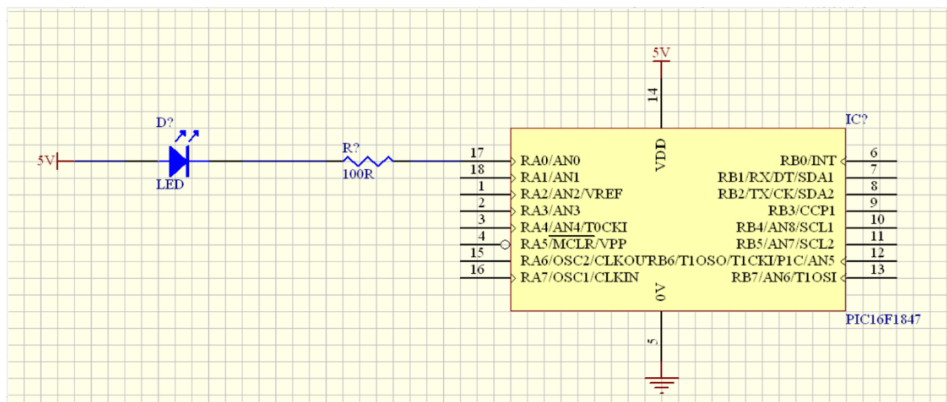 5V
14
D?
IC?
VDD
5V
LED
R?
100R
17 RA0/AN0 RB0/INT 6
18 RA1/AN1 RB1/RX/DT/SDA1 7
1 RA2/AN2/VREF RB2/TX/CK/SDA2 8
2 RA3/AN3 RB3/CCP1 9
3 RA4/AN4/T0CKI RB4/AN8/SCL1 10
4 RA5/MCLR/VPP RB5/AN7/SCL2 11
15 RA6/OSC2/CLKOUT RB6/T1OSO/T1CKI/P1C/AN5 12
16 RA7/OSC1/CLKIN RB7/AN6/T1OSI 13
0V
PIC16F1847
5